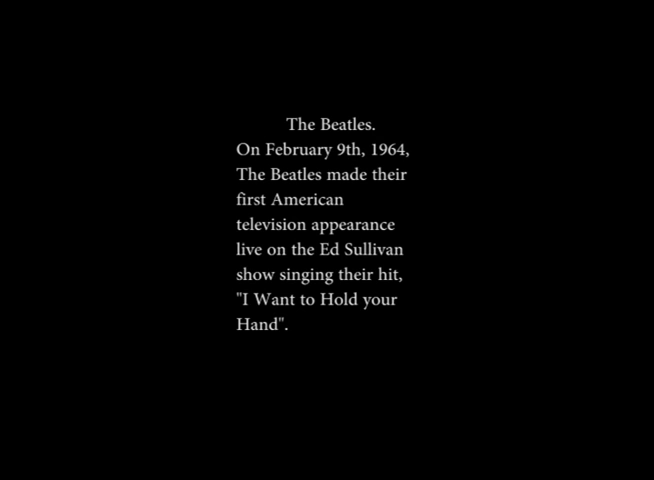 The Beatles.
On February 9th, 1964,
The Beatles made their
first American
television appearance
live on the Ed Sullivan
show singing their hit,
"I Want to Hold your
Hand".